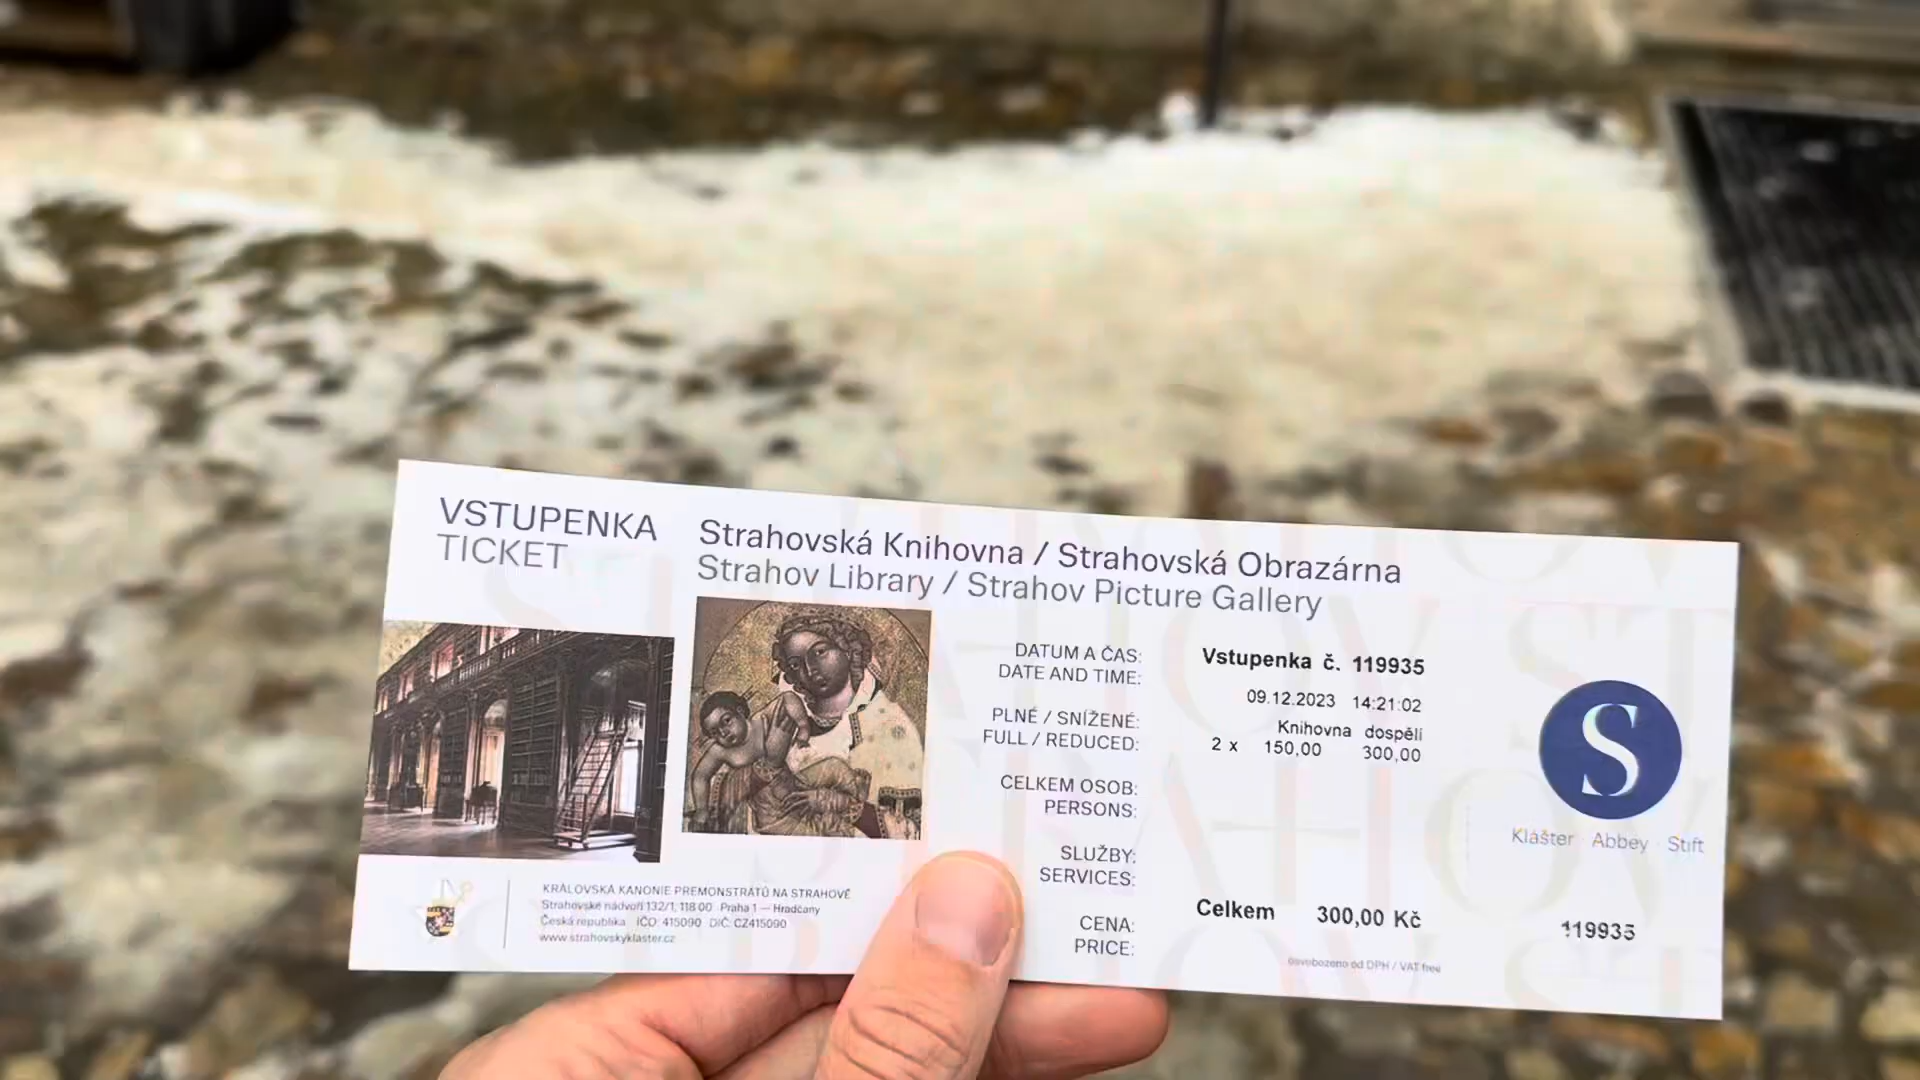 VSTUPENKA
TICKET
Strahovská Knihovna / Strahovská Obrazárna
Strahov Library / Strahov Picture Gallery
DATUM A ČAS:
DATE AND TIME:
Vstupenka č. 119935
09.12.2023 14:21:02
PLNÉ / SNÍŽENÉ:
FULL / REDUCED:
Knihovna dospělí
2 x 150,00 300,00
CELKEM OSOB:
PERSONS:
SLUŽBY:
SERVICES:
CENA:
PRICE:
Celkem 300,00 Kč
osvobozeno od DPH / VAT free
S
Klášter Abbey Stift
119935
KRÁLOVSKÁ KANONIE PREMONSTRÁTŮ NA STRAHOVĚ
Strahovské nádvoří 132/1, 118 00 Praha 1 — Hradčany
Česká republika IČO: 415090 DIČ: CZ415090
www.strahovskyklaster.cz